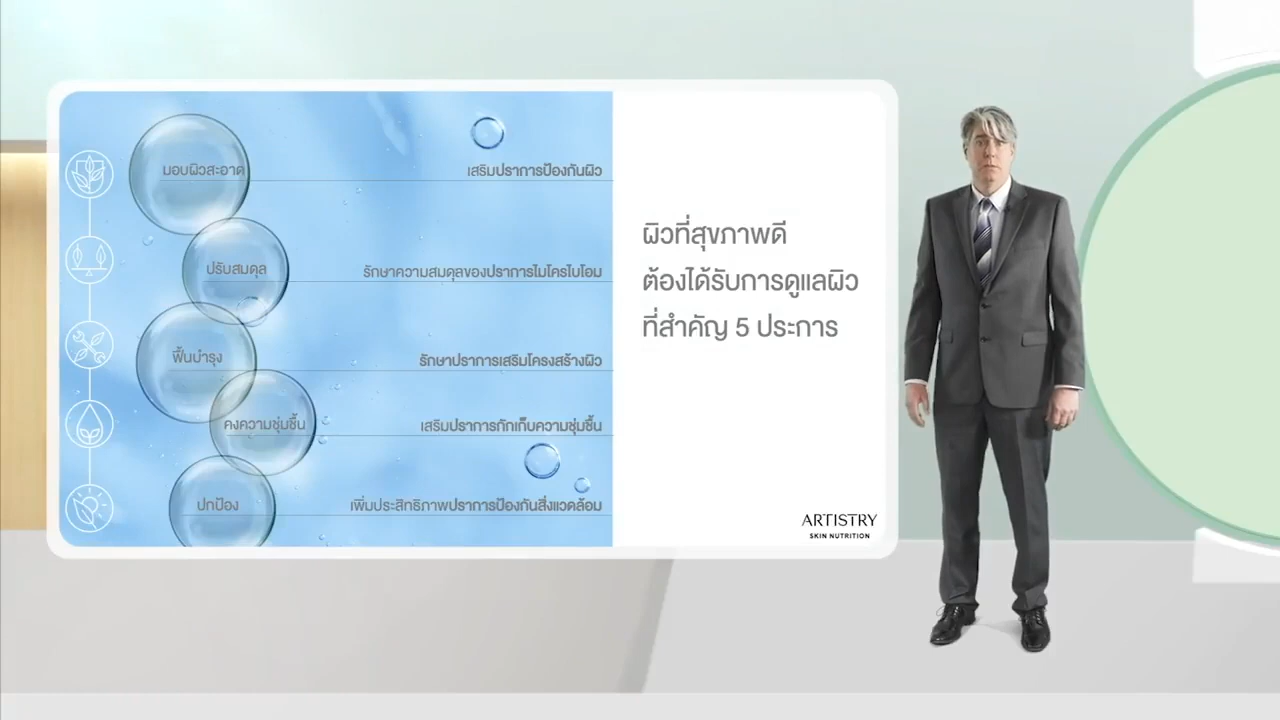 มอบผิวสะอาด เสริมปราการป้องกันผิว
ปรับสมดุล รักษาความสมดุลของปราการไมโครไบโอม
ฟื้นบำรุง รักษาปราการเสริมโครงสร้างผิว
คงความชุ่มชื้น เสริมปราการกักเก็บความชุ่มชื้น
ปกป้อง เพิ่มประสิทธิภาพปราการป้องกันสิ่งแวดล้อม
ผิวที่สุขภาพดี
ต้องได้รับการดูแลผิว
ที่สำคัญ 5 ประการ
ARTISTRY
SKIN NUTRITION